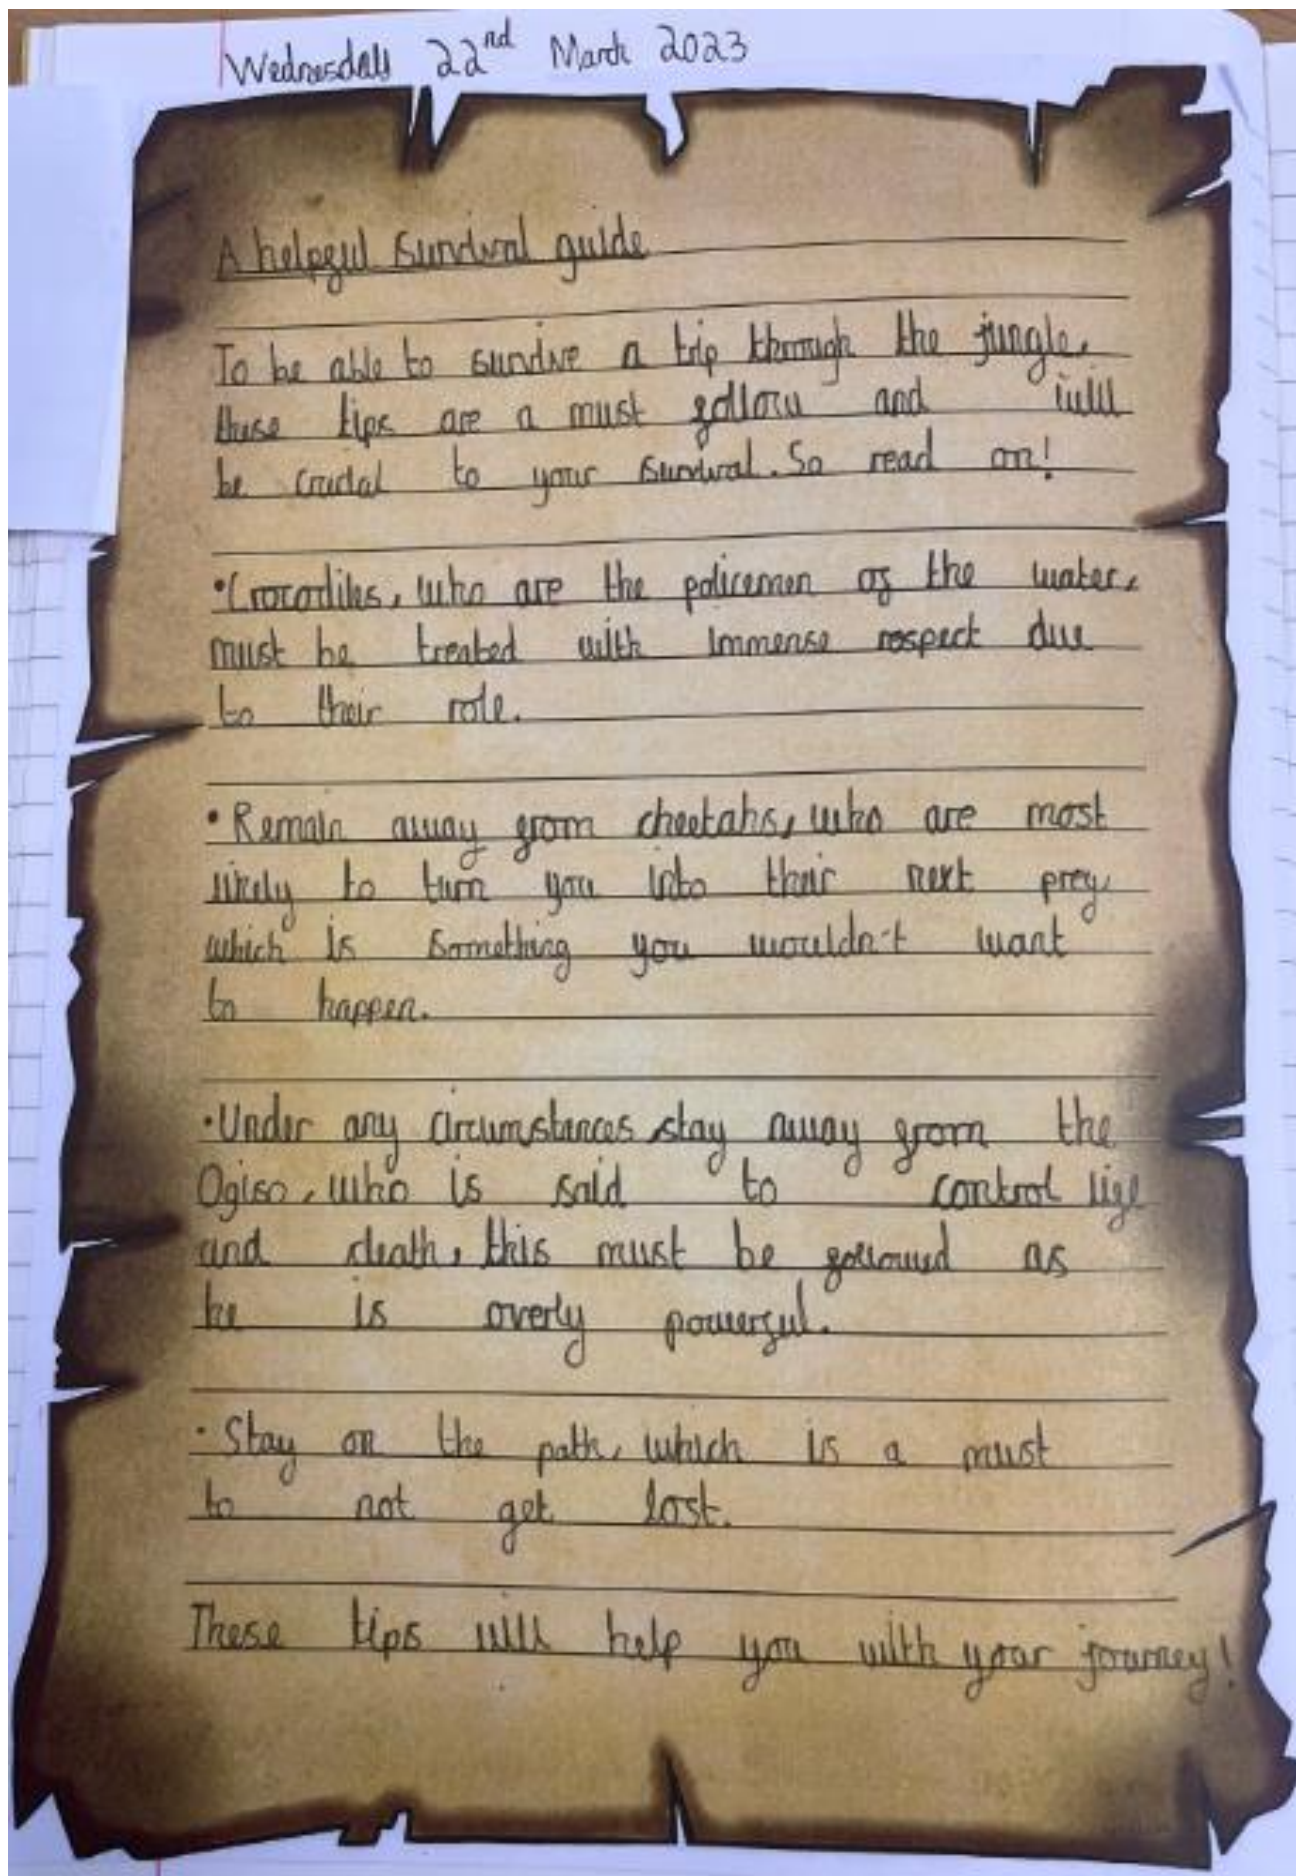 Wednesday 22nd March 2023
A helpful survival guide
To be able to survive a trip through the jungle,
these tips are a must follow and will
be crucial to your survival. So read on!
•Crocodiles, who are the policemen of the water,
must be treated with immense respect due
to their role.
• Remain away from cheetahs, who are most
likely to turn you into their next prey,
which is something you wouldn't want
to happen.
•Under any circumstances, stay away from the
Ogiso, who is said to control life
and death, this must be followed as
he is overly powerful.
• Stay on the path, which is a must
to not get lost.
These tips will help you with your journey!